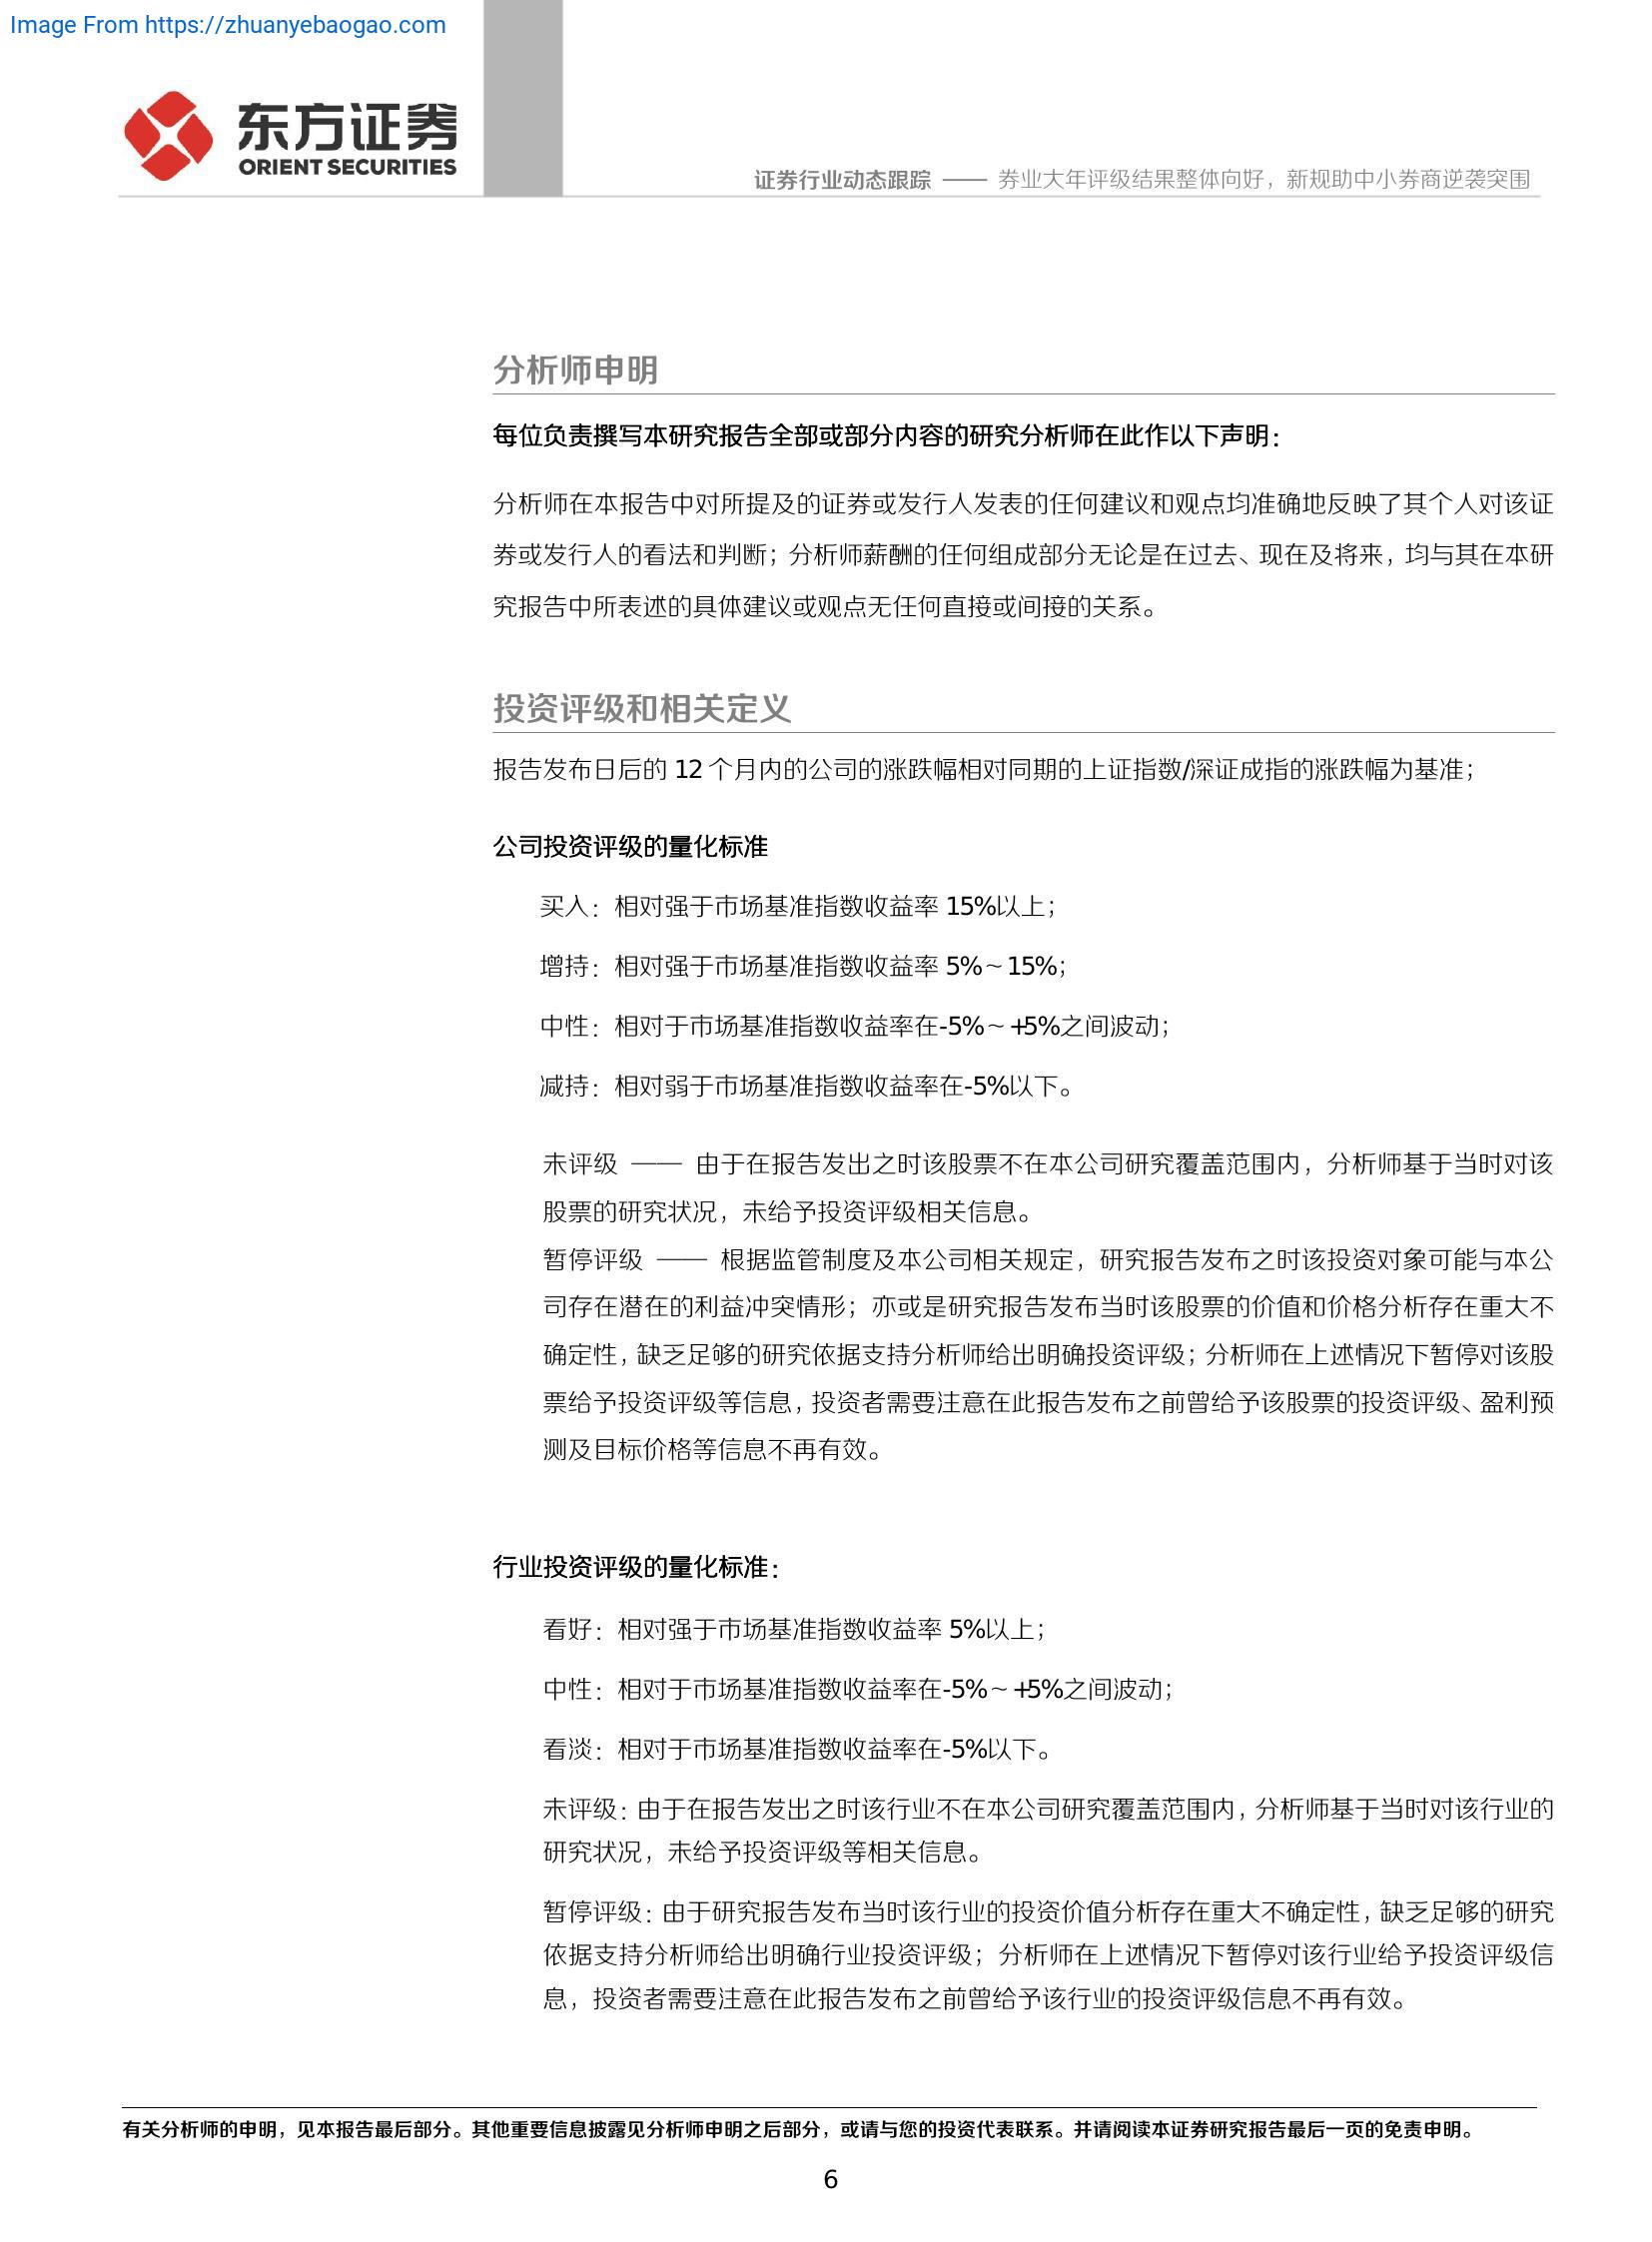 Image From https://zhuanyebaogao.com
东方证券
ORIENT SECURITIES
证券行业动态跟踪 —— 券业大年评级结果整体向好，新规助中小券商逆袭突围
分析师申明
每位负责撰写本研究报告全部或部分内容的研究分析师在此作以下声明：
分析师在本报告中对所提及的证券或发行人发表的任何建议和观点均准确地反映了其个人对该证
券或发行人的看法和判断；分析师薪酬的任何组成部分无论是在过去、现在及将来，均与其在本研
究报告中所表述的具体建议或观点无任何直接或间接的关系。
投资评级和相关定义
报告发布日后的 12 个月内的公司的涨跌幅相对同期的上证指数/深证成指的涨跌幅为基准；
公司投资评级的量化标准
买入：相对强于市场基准指数收益率 15%以上；
增持：相对强于市场基准指数收益率 5%～15%；
中性：相对于市场基准指数收益率在-5%～+5%之间波动；
减持：相对弱于市场基准指数收益率在-5%以下。
未评级 —— 由于在报告发出之时该股票不在本公司研究覆盖范围内，分析师基于当时对该
股票的研究状况，未给予投资评级相关信息。
暂停评级 —— 根据监管制度及本公司相关规定，研究报告发布之时该投资对象可能与本公
司存在潜在的利益冲突情形；亦或是研究报告发布当时该股票的价值和价格分析存在重大不
确定性，缺乏足够的研究依据支持分析师给出明确投资评级；分析师在上述情况下暂停对该股
票给予投资评级等信息，投资者需要注意在此报告发布之前曾给予该股票的投资评级、盈利预
测及目标价格等信息不再有效。
行业投资评级的量化标准：
看好：相对强于市场基准指数收益率 5%以上；
中性：相对于市场基准指数收益率在-5%～+5%之间波动；
看淡：相对于市场基准指数收益率在-5%以下。
未评级：由于在报告发出之时该行业不在本公司研究覆盖范围内，分析师基于当时对该行业的
研究状况，未给予投资评级等相关信息。
暂停评级：由于研究报告发布当时该行业的投资价值分析存在重大不确定性，缺乏足够的研究
依据支持分析师给出明确行业投资评级；分析师在上述情况下暂停对该行业给予投资评级信
息，投资者需要注意在此报告发布之前曾给予该行业的投资评级信息不再有效。
有关分析师的申明，见本报告最后部分。其他重要信息披露见分析师申明之后部分，或请与您的投资代表联系。并请阅读本证券研究报告最后一页的免责申明。
6